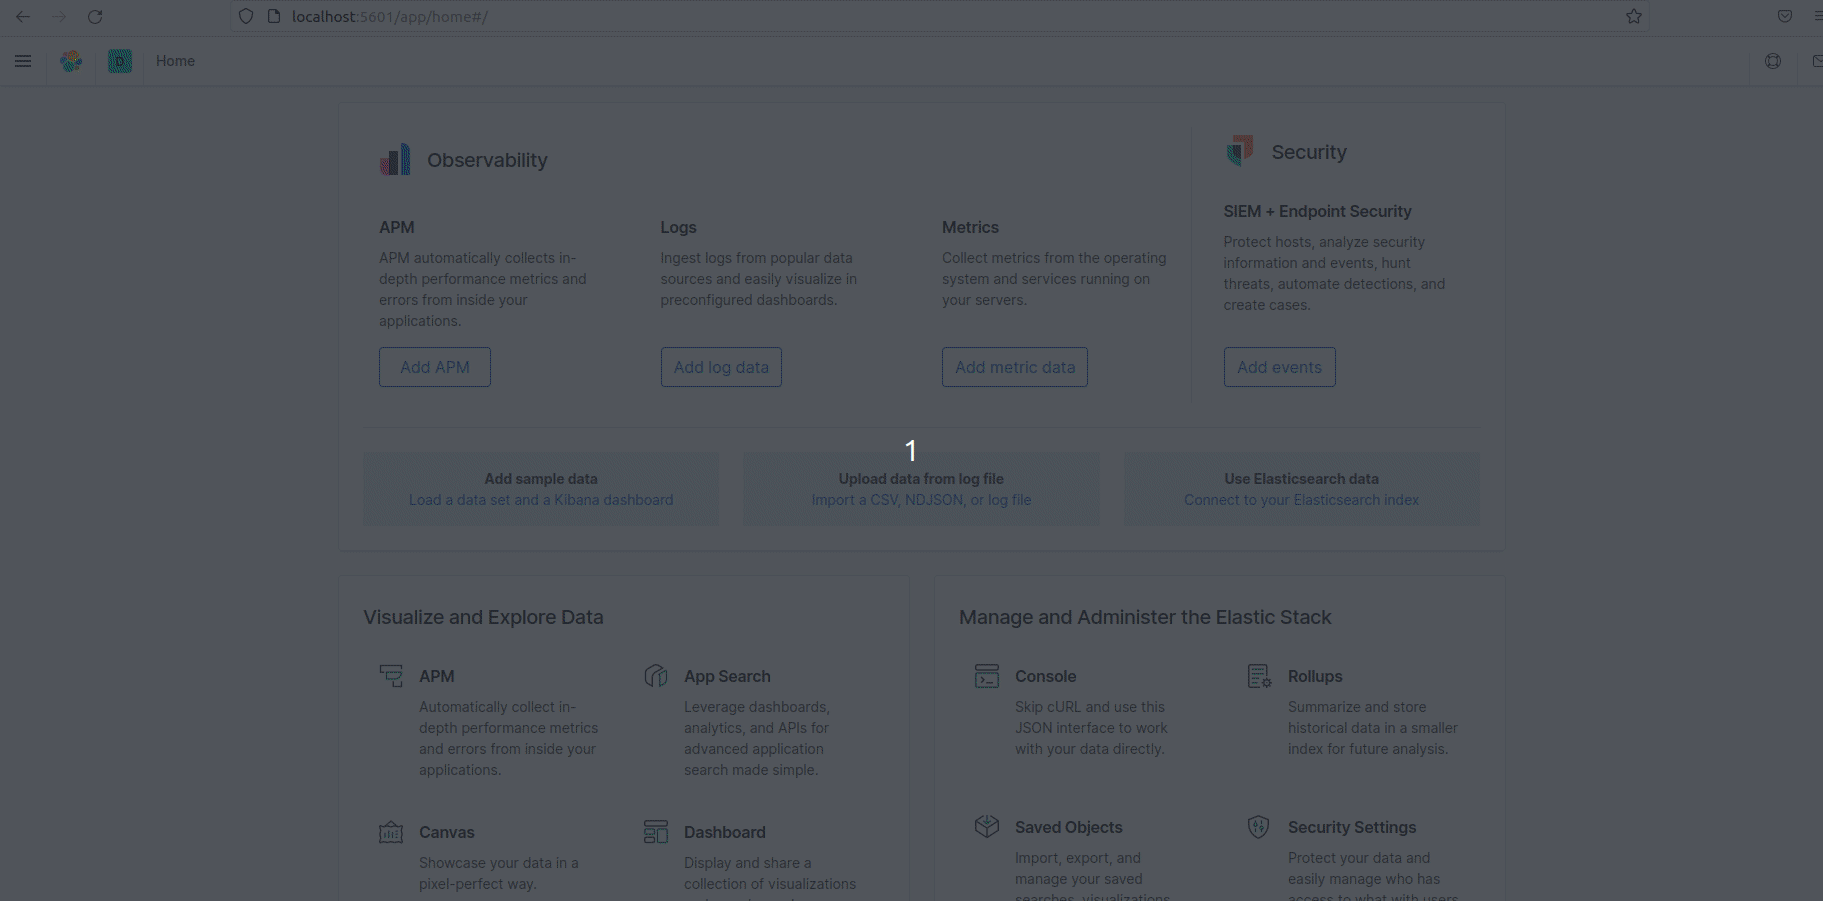 localhost:5601/app/home#/
D
Home
Observability
Security
APM
APM automatically collects in-
depth performance metrics and
errors from inside your
applications.
Add APM
Logs
Ingest logs from popular data
sources and easily visualize in
preconfigured dashboards.
Add log data
Metrics
Collect metrics from the operating
system and services running on
your servers.
Add metric data
SIEM + Endpoint Security
Protect hosts, analyze security
information and events, hunt
threats, automate detections, and
create cases.
Add events
1
Add sample data
Load a data set and a Kibana dashboard
Upload data from log file
Import a CSV, NDJSON, or log file
Use Elasticsearch data
Connect to your Elasticsearch index
Visualize and Explore Data
APM
Automatically collect in-
depth performance metrics
and errors from inside your
applications.
App Search
Leverage dashboards,
analytics, and APIs for
advanced application
search made simple.
Canvas
Showcase your data in a
pixel-perfect way.
Dashboard
Display and share a
collection of visualizations
Manage and Administer the Elastic Stack
Console
Skip cURL and use this
JSON interface to work
with your data directly.
Rollups
Summarize and store
historical data in a smaller
index for future analysis.
Saved Objects
Import, export, and
manage your saved
searches, visualizations
Security Settings
Protect your data and
easily manage who has
access to what with users